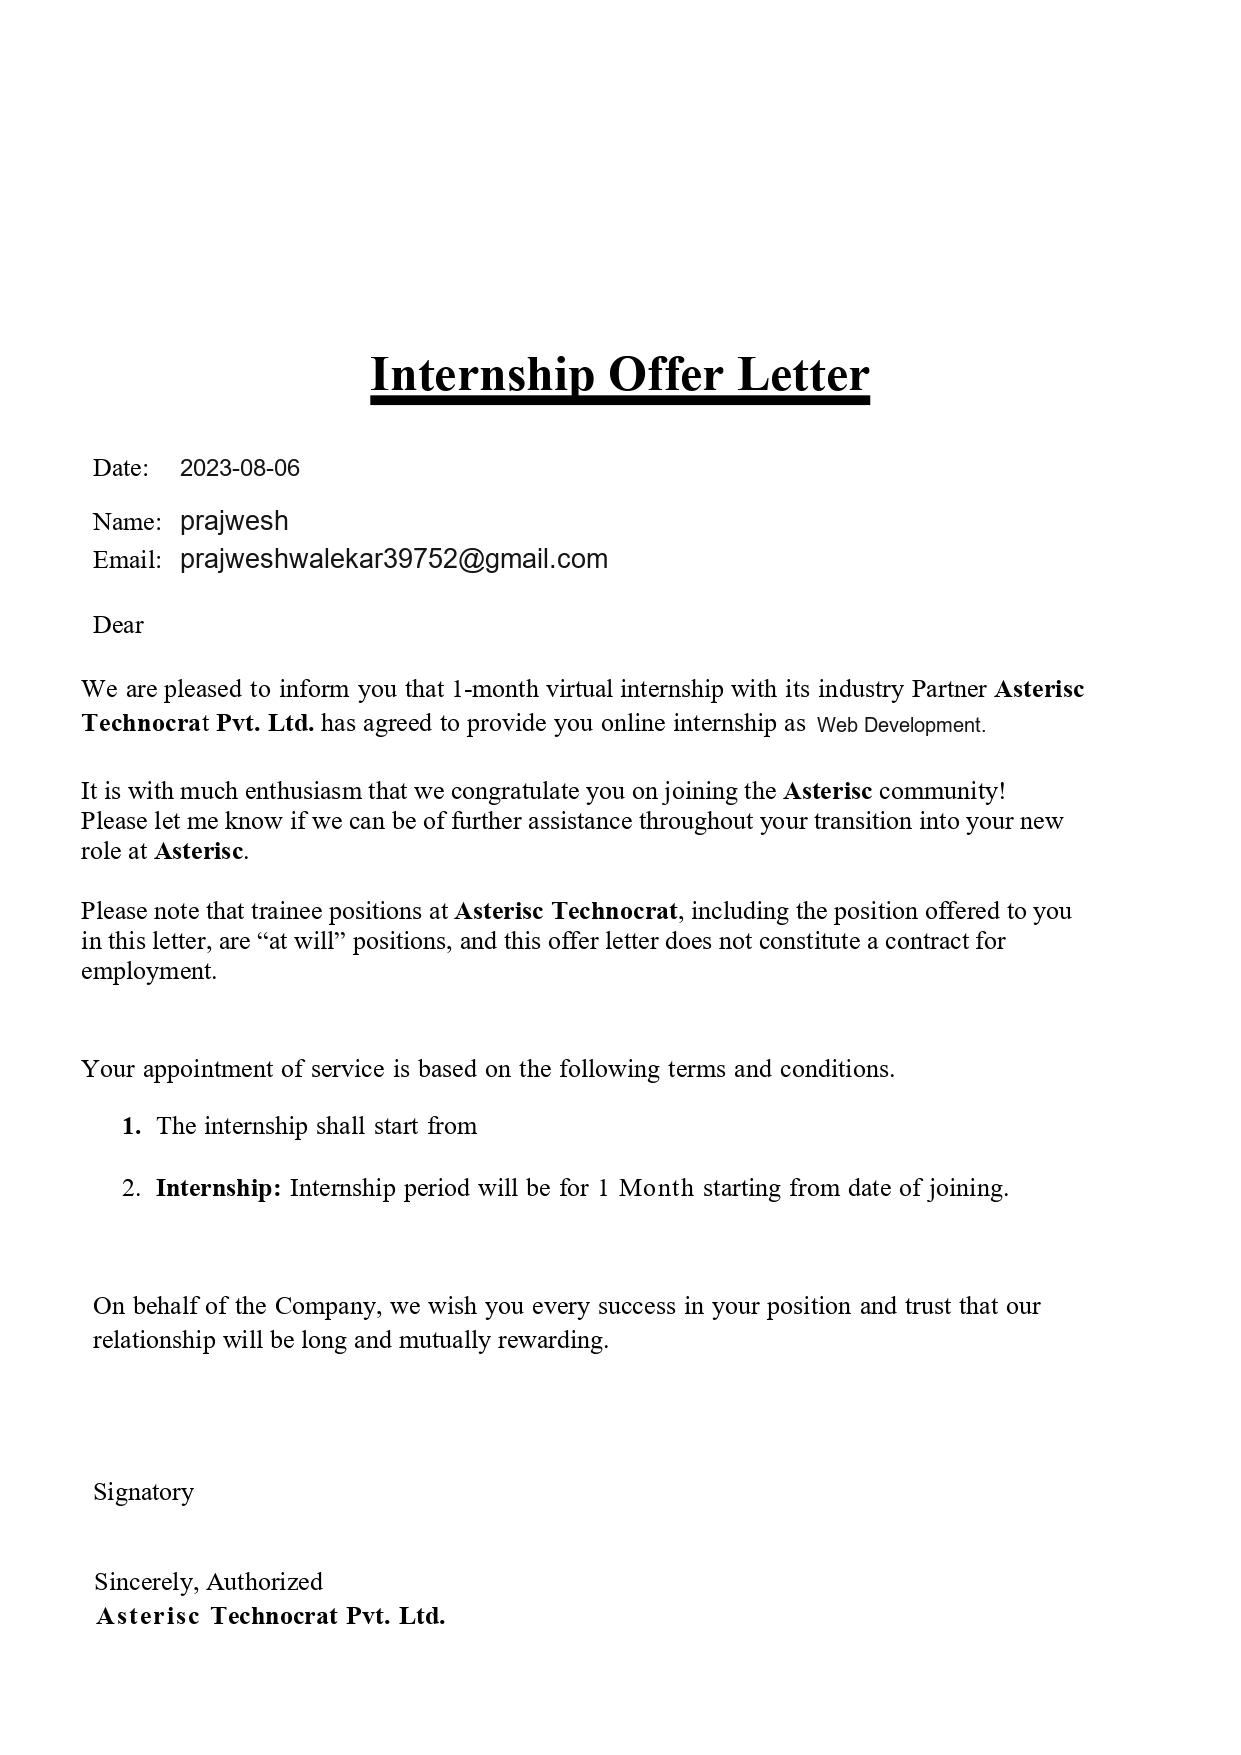 Internship Offer Letter
Date: 2023-08-06
Name: prajwesh
Email: prajweshwalekar39752@gmail.com
Dear
We are pleased to inform you that 1-month virtual internship with its industry Partner Asterisc
Technocrat Pvt. Ltd. has agreed to provide you online internship as Web Development.
It is with much enthusiasm that we congratulate you on joining the Asterisc community!
Please let me know if we can be of further assistance throughout your transition into your new
role at Asterisc.
Please note that trainee positions at Asterisc Technocrat, including the position offered to you
in this letter, are “at will” positions, and this offer letter does not constitute a contract for
employment.
Your appointment of service is based on the following terms and conditions.
1. The internship shall start from
2. Internship: Internship period will be for 1 Month starting from date of joining.
On behalf of the Company, we wish you every success in your position and trust that our
relationship will be long and mutually rewarding.
Signatory
Sincerely, Authorized
Asterisc Technocrat Pvt. Ltd.